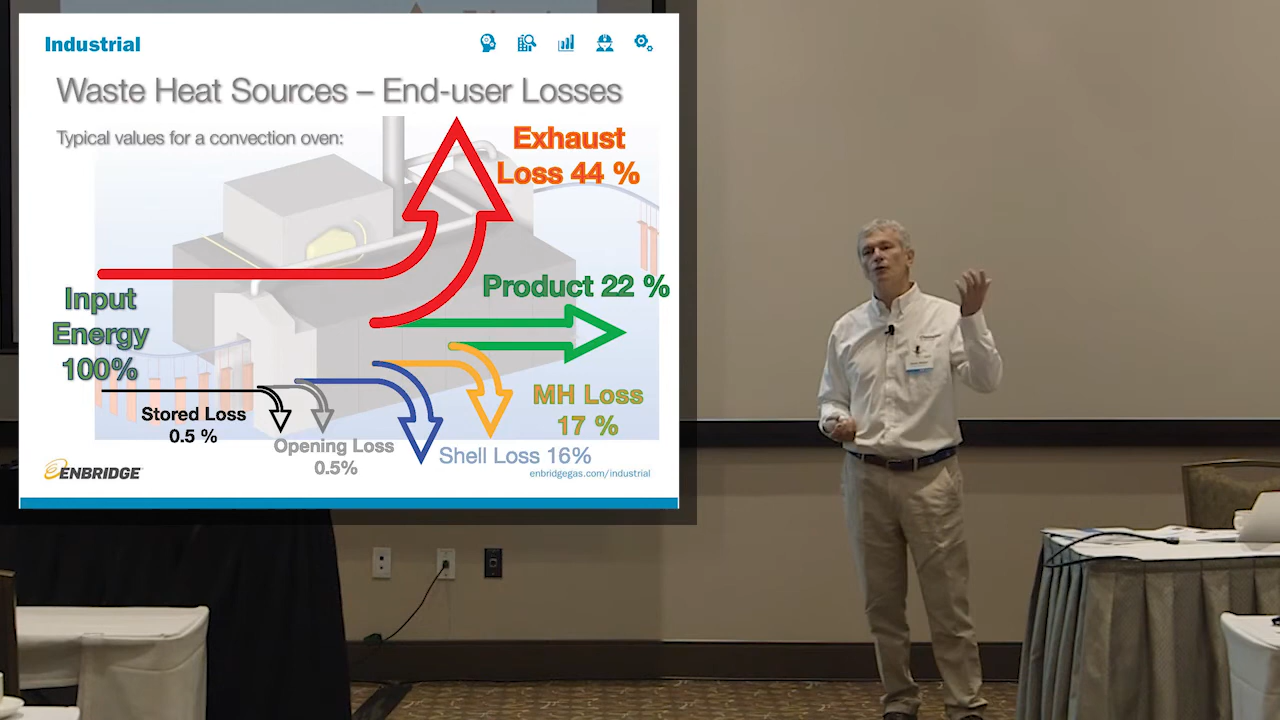 Industrial
Waste Heat Sources – End-user Losses
Typical values for a convection oven:
Exhaust
Loss 44 %
Product 22 %
Input
Energy
100%
MH Loss
17 %
Stored Loss
0.5 %
Opening Loss
0.5%
Shell Loss 16%
ENBRIDGE
enbridgegas.com/industrial